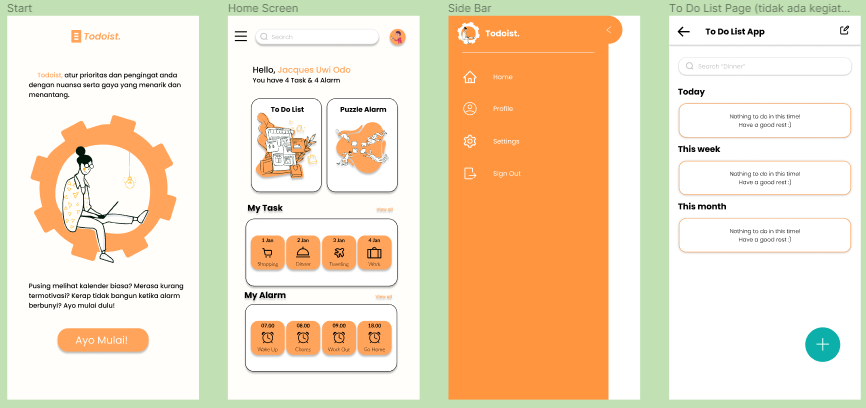 Start
Todoist.
Todoist. atur prioritas dan pengingat anda
dengan nuansa serta gaya yang menarik dan
menantang.
Pusing melihat kalender biasa? Merasa kurang
termotivasi? Kerap tidak bangun ketika alarm
berbunyi? Ayo mulai dulu!
Ayo Mulai!
Home Screen
Search
Hello, Jacques Uwi Odo
You have 4 Task & 4 Alarm
To Do List
Puzzle Alarm
My Task
View all
1 Jan
2 Jan
3 Jan
4 Jan
Shopping
Dinner
Traveling
Work
My Alarm
View all
07.00
08.00
09.00
18.00
Wake Up
Chores
Work Out
Go Home
Side Bar
Todoist.
Home
Profile
Settings
Sign Out
To Do List Page (tidak ada kegiat...
To Do List App
Search "Dinner"
Today
Nothing to do in this time!
Have a good rest :)
This week
Nothing to do in this time!
Have a good rest :)
This month
Nothing to do in this time!
Have a good rest :)